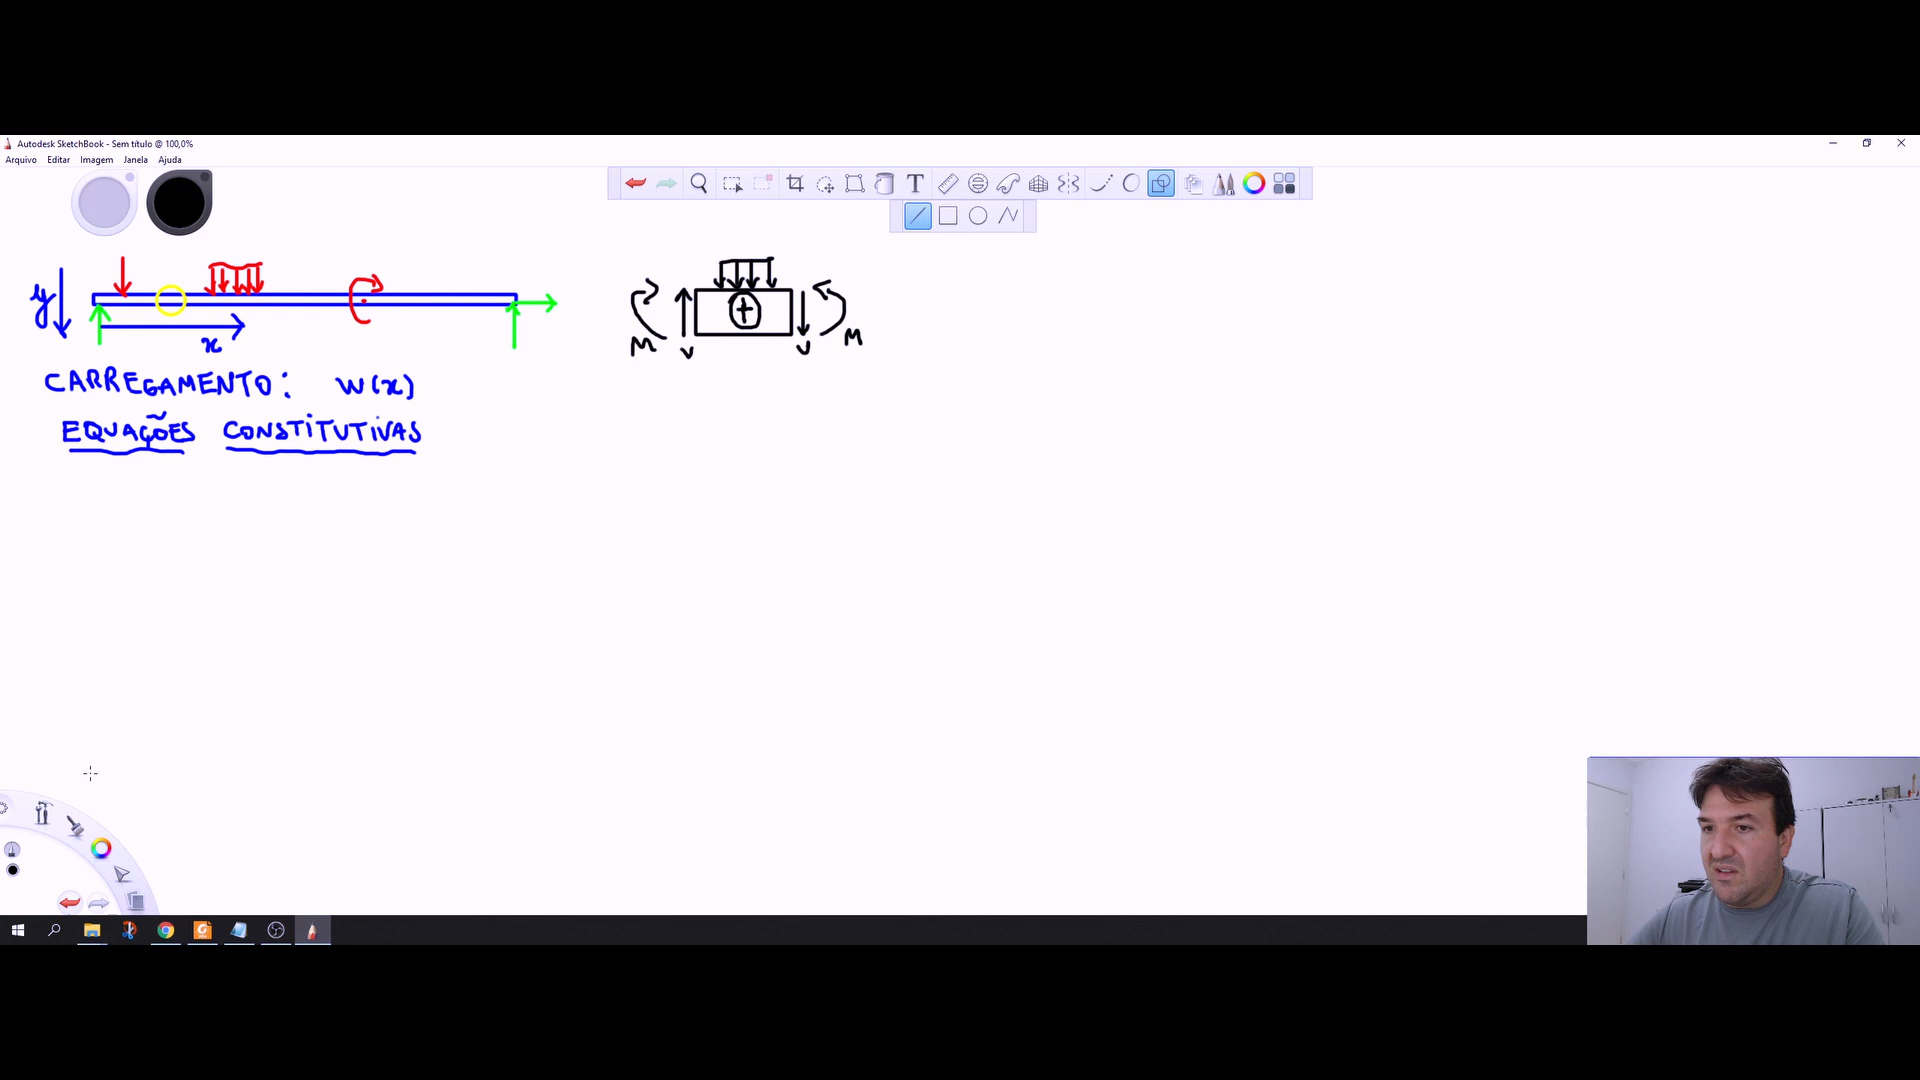 Autodesk SketchBook - Sem título @ 100,0%
Arquivo Editar Imagem Janela Ajuda
T
y
x
+
M V V M
CARREGAMENTO: W(x)
EQUAÇÕES CONSTITUTIVAS